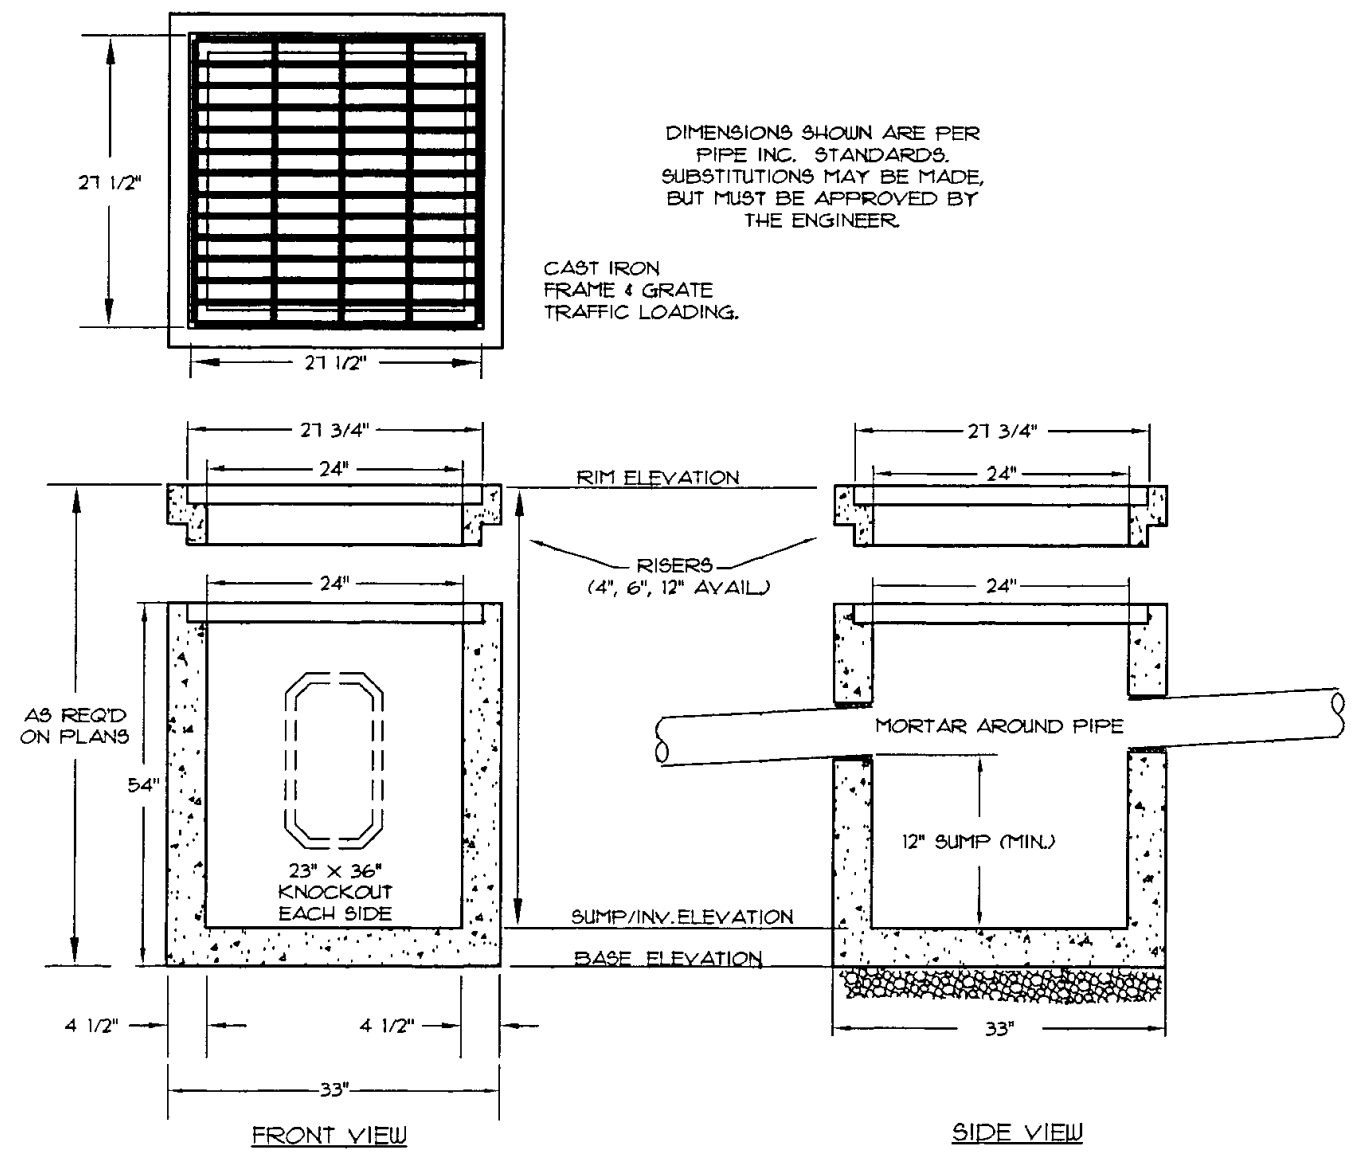 DIMENSIONS SHOWN ARE PER
PIPE INC. STANDARDS.
SUBSTITUTIONS MAY BE MADE,
BUT MUST BE APPROVED BY
THE ENGINEER.
27 1/2"
CAST IRON
FRAME & GRATE
TRAFFIC LOADING.
27 1/2"
27 3/4"
24"
RIM ELEVATION
27 3/4"
24"
RISERS
(4", 6", 12" AVAIL.)
24"
24"
AS REQ'D
ON PLANS
54"
MORTAR AROUND PIPE
12" SUMP (MIN.)
23" X 36"
KNOCKOUT
EACH SIDE
SUMP/INV. ELEVATION
BASE ELEVATION
4 1/2"
4 1/2"
33"
33"
FRONT VIEW
SIDE VIEW